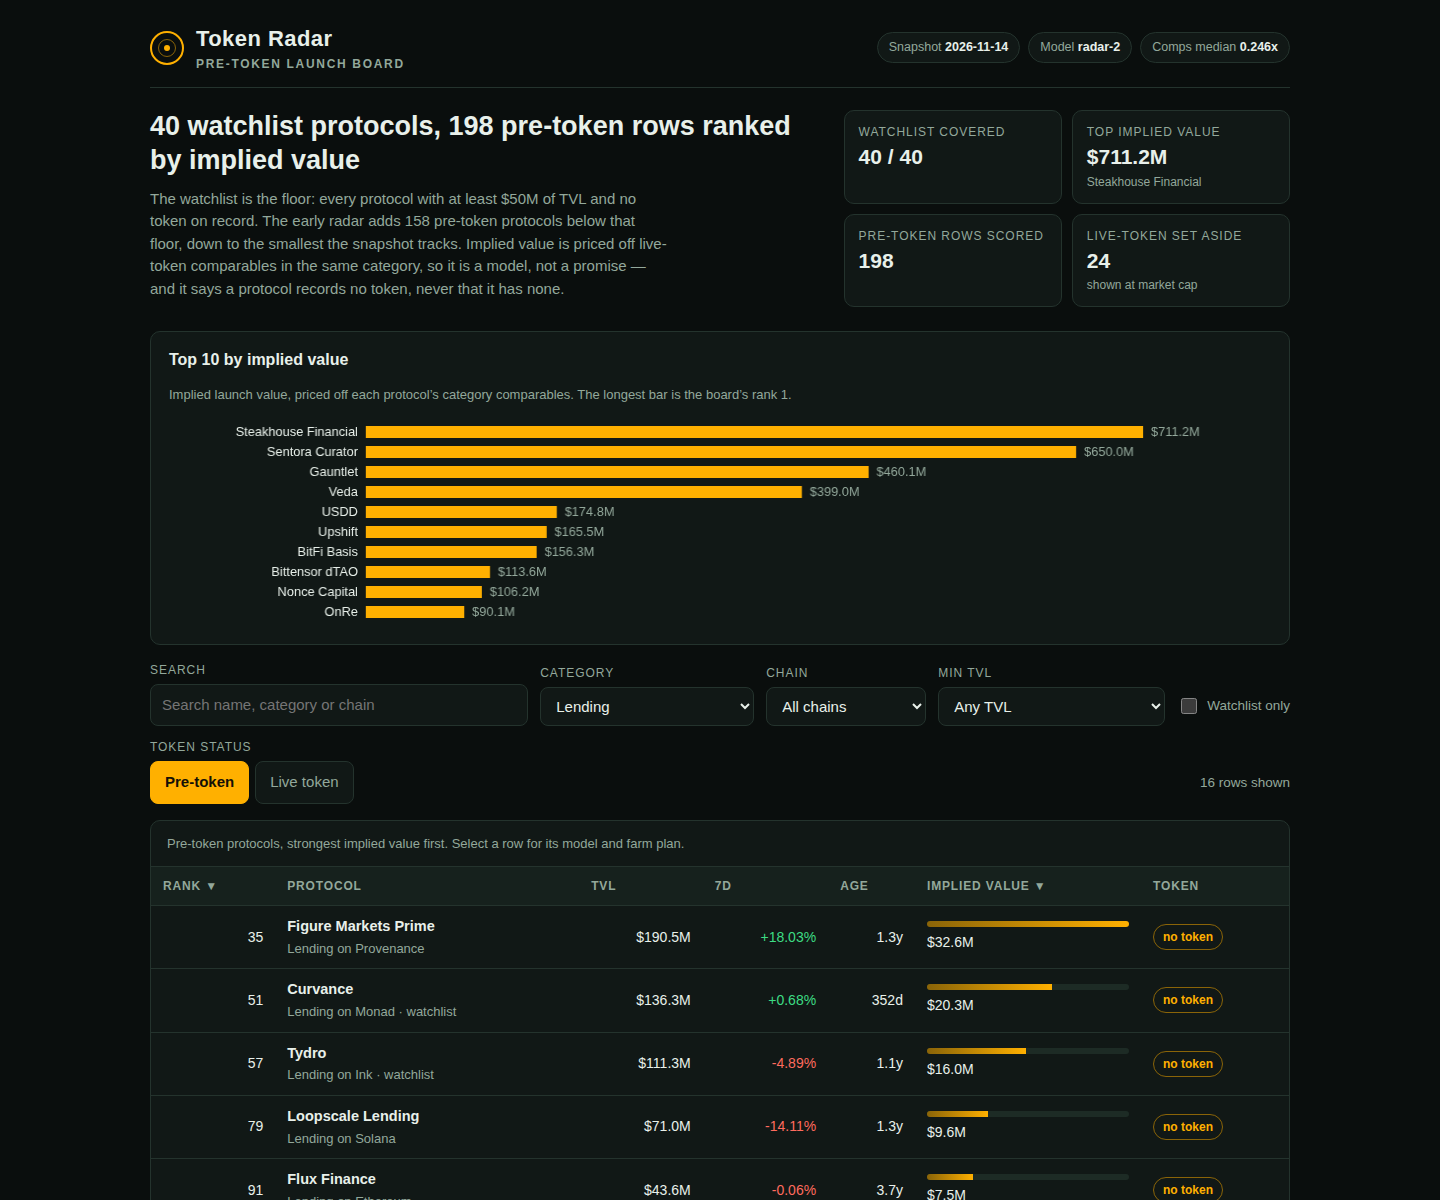 Token Radar
PRE-TOKEN LAUNCH BOARD
Snapshot 2026-11-14
Model radar-2
Comps median 0.246x
40 watchlist protocols, 198 pre-token rows ranked
by implied value
The watchlist is the floor: every protocol with at least $50M of TVL and no
token on record. The early radar adds 158 pre-token protocols below that
floor, down to the smallest the snapshot tracks. Implied value is priced off live-
token comparables in the same category, so it is a model, not a promise —
and it says a protocol records no token, never that it has none.
WATCHLIST COVERED
40 / 40
TOP IMPLIED VALUE
$711.2M
Steakhouse Financial
PRE-TOKEN ROWS SCORED
198
LIVE-TOKEN SET ASIDE
24
shown at market cap
Top 10 by implied value
Implied launch value, priced off each protocol’s category comparables. The longest bar is the board’s rank 1.
Steakhouse Financial $711.2M
Sentora Curator $650.0M
Gauntlet $460.1M
Veda $399.0M
USDD $174.8M
Upshift $165.5M
BitFi Basis $156.3M
Bittensor dTAO $113.6M
Nonce Capital $106.2M
OnRe $90.1M
SEARCH
Search name, category or chain
CATEGORY
Lending
CHAIN
All chains
MIN TVL
Any TVL
Watchlist only
TOKEN STATUS
Pre-token
Live token
16 rows shown
Pre-token protocols, strongest implied value first. Select a row for its model and farm plan.
RANK ▼ PROTOCOL TVL 7D AGE IMPLIED VALUE ▼ TOKEN
35 Figure Markets Prime $190.5M +18.03% 1.3y $32.6M no token
Lending on Provenance
51 Curvance $136.3M +0.68% 352d $20.3M no token
Lending on Monad · watchlist
57 Tydro $111.3M -4.89% 1.1y $16.0M no token
Lending on Ink · watchlist
79 Loopscale Lending $71.0M -14.11% 1.3y $9.6M no token
Lending on Solana
91 Flux Finance $43.6M -0.06% 3.7y $7.5M no token
Lending on Ethereum